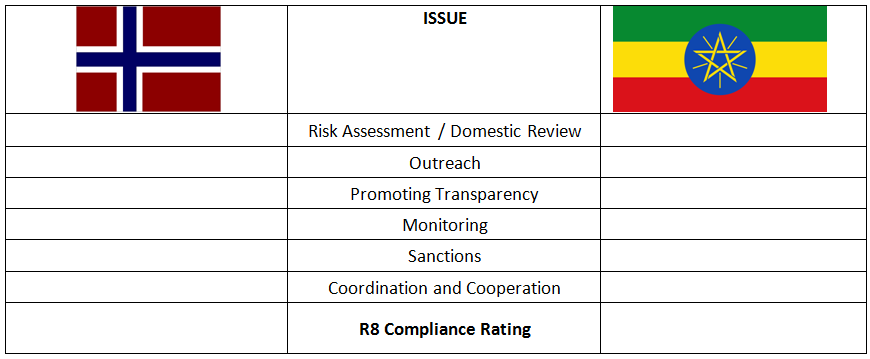 ISSUE
Risk Assessment / Domestic Review
Outreach
Promoting Transparency
Monitoring
Sanctions
Coordination and Cooperation
R8 Compliance Rating